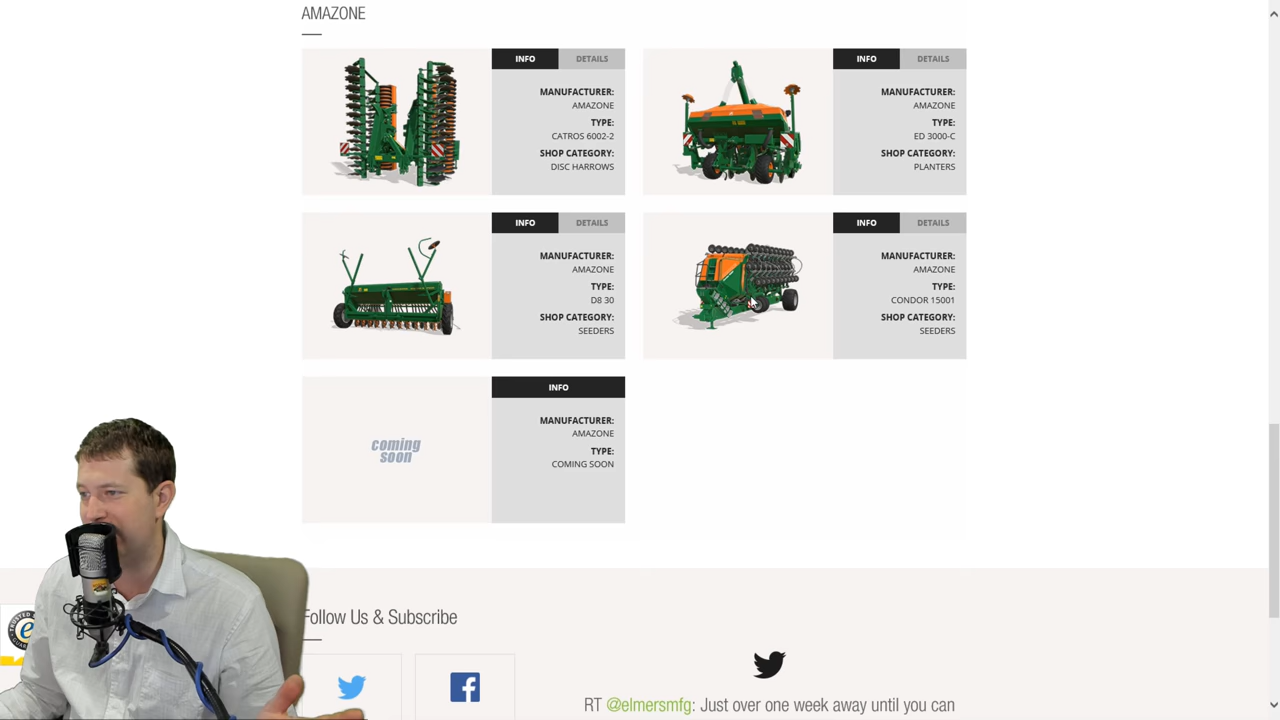 AMAZONE
INFO DETAILS
MANUFACTURER:
AMAZONE
TYPE:
CATROS 6002-2
SHOP CATEGORY:
DISC HARROWS
INFO DETAILS
MANUFACTURER:
AMAZONE
TYPE:
ED 3000-C
SHOP CATEGORY:
PLANTERS
INFO DETAILS
MANUFACTURER:
AMAZONE
TYPE:
D8 30
SHOP CATEGORY:
SEEDERS
INFO DETAILS
MANUFACTURER:
AMAZONE
TYPE:
CONDOR 15001
SHOP CATEGORY:
SEEDERS
coming
soon
INFO
MANUFACTURER:
AMAZONE
TYPE:
COMING SOON
Follow Us & Subscribe
RT @elmersmfg: Just over one week away until you can